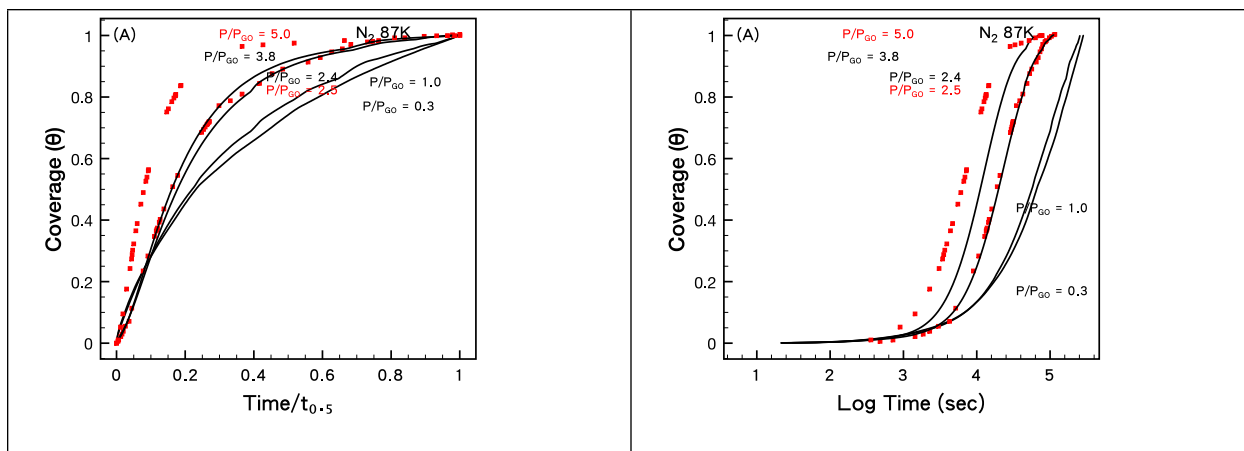 (A)
N₂ 87K
P/P_GO = 5.0
P/P_GO = 3.8
P/P_GO = 2.4
P/P_GO = 2.5
P/P_GO = 1.0
P/P_GO = 0.3
Coverage (θ)
1
0.8
0.6
0.4
0.2
0
0
0.2
0.4
0.6
0.8
1
Time/t₀.₅
(A)
N₂ 87K
P/P_GO = 5.0
P/P_GO = 3.8
P/P_GO = 2.4
P/P_GO = 2.5
P/P_GO = 1.0
P/P_GO = 0.3
Coverage (θ)
1
0.8
0.6
0.4
0.2
0
1
2
3
4
5
Log Time (sec)